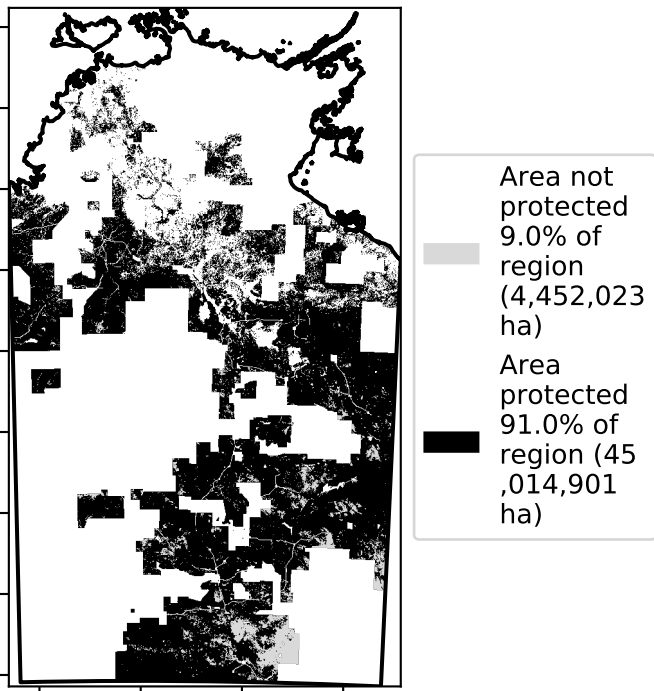 Area not
protected
9.0% of
region
(4,452,023
ha)
Area
protected
91.0% of
region (45
,014,901
ha)